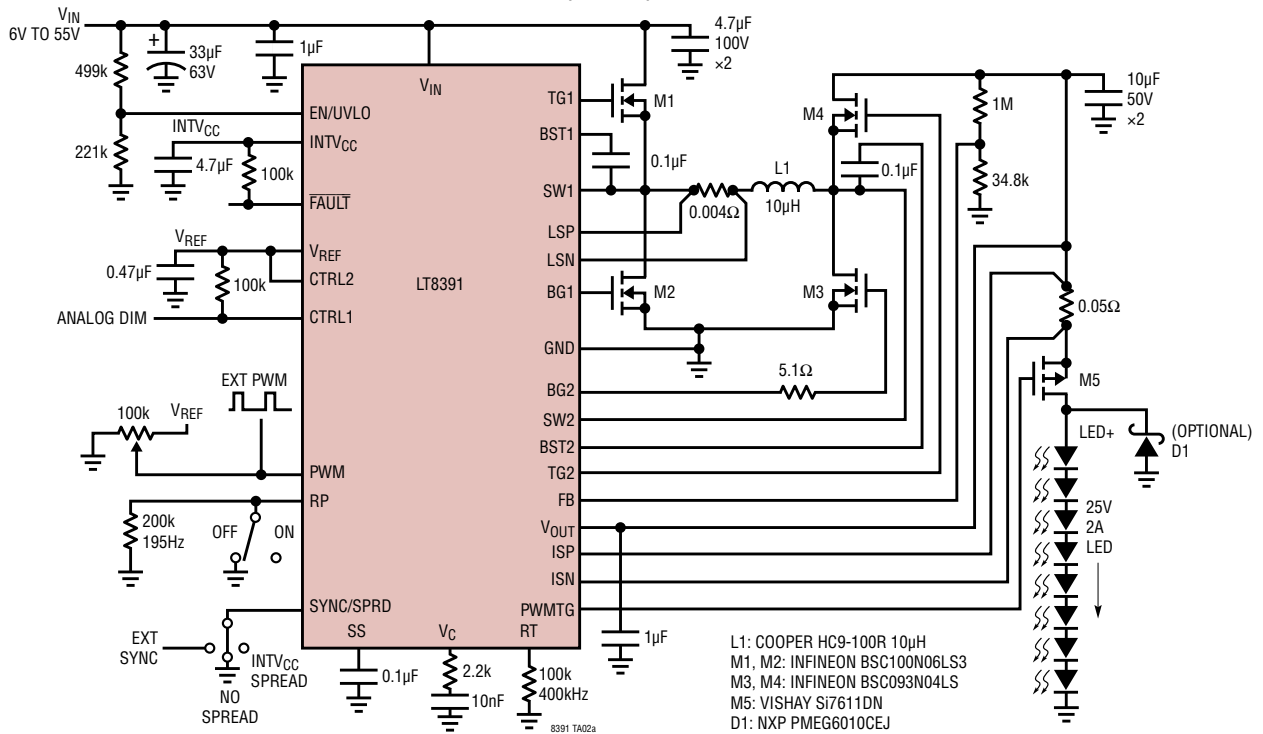 VIN
6V TO 55V
499k
+
33µF
63V
1µF
4.7µF
100V
×2
VIN
TG1
M1
EN/UVLO
INTVCC
INTVCC
221k
4.7µF
100k
FAULT
BST1
0.1µF
SW1
0.004Ω
L1
10µH
M4
0.1µF
1M
34.8k
10µF
50V
×2
LSP
LSN
VREF
VREF
0.47µF
100k
CTRL2
LT8391
BG1
M2
M3
ANALOG DIM
CTRL1
0.05Ω
GND
5.1Ω
BG2
M5
EXT PWM
100k
VREF
SW2
BST2
LED+
(OPTIONAL)
D1
PWM
TG2
RP
FB
200k
195Hz
OFF
ON
VOUT
25V
2A
LED
ISP
ISN
SYNC/SPRD
PWMTG
EXT
SYNC
INTVCC
SPREAD
NO
SPREAD
SS
VC
RT
0.1µF
2.2k
10nF
100k
400kHz
1µF
L1: COOPER HC9-100R 10µH
M1, M2: INFINEON BSC100N06LS3
M3, M4: INFINEON BSC093N04LS
M5: VISHAY Si7611DN
D1: NXP PMEG6010CEJ
8391 TA02a